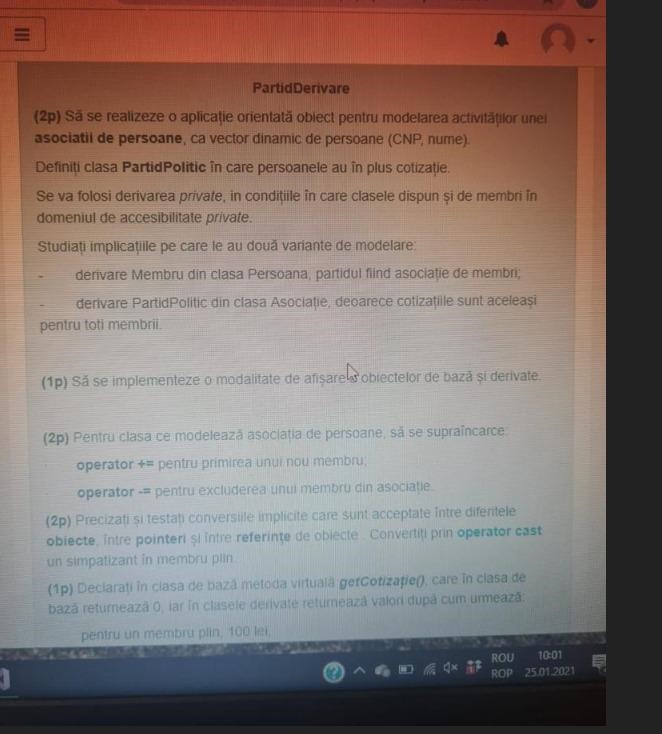 PartidDerivare
(2p) Să se realizeze o aplicație orientată obiect pentru modelarea activităților unei
asociatii de persoane, ca vector dinamic de persoane (CNP, nume).
Definiți clasa PartidPolitic în care persoanele au în plus cotizație.
Se va folosi derivarea private, in condițiile în care clasele dispun și de membri în
domeniul de accesibilitate private.
Studiați implicațiile pe care le au două variante de modelare:
- derivare Membru din clasa Persoana, partidul fiind asociație de membri;
- derivare PartidPolitic din clasa Asociație, deoarece cotizațiile sunt aceleași
pentru toti membrii.
(1p) Să se implementeze o modalitate de afișare a obiectelor de bază și derivate.
(2p) Pentru clasa ce modelează asociația de persoane, să se supraîncarce:
operator += pentru primirea unui nou membru;
operator -= pentru excluderea unui membru din asociație.
(2p) Precizați și testați conversiile implicite care sunt acceptate între diferitele
obiecte, între pointeri și între referințe de obiecte. Convertiți prin operator cast
un simpatizant în membru plin.
(1p) Declarați în clasa de bază metoda virtuală getCotizație(), care în clasa de
bază returnează 0, iar în clasele derivate returnează valori după cum urmează:
pentru un membru plin, 100 lei,
ROU 10:01
ROP 25.01.2021